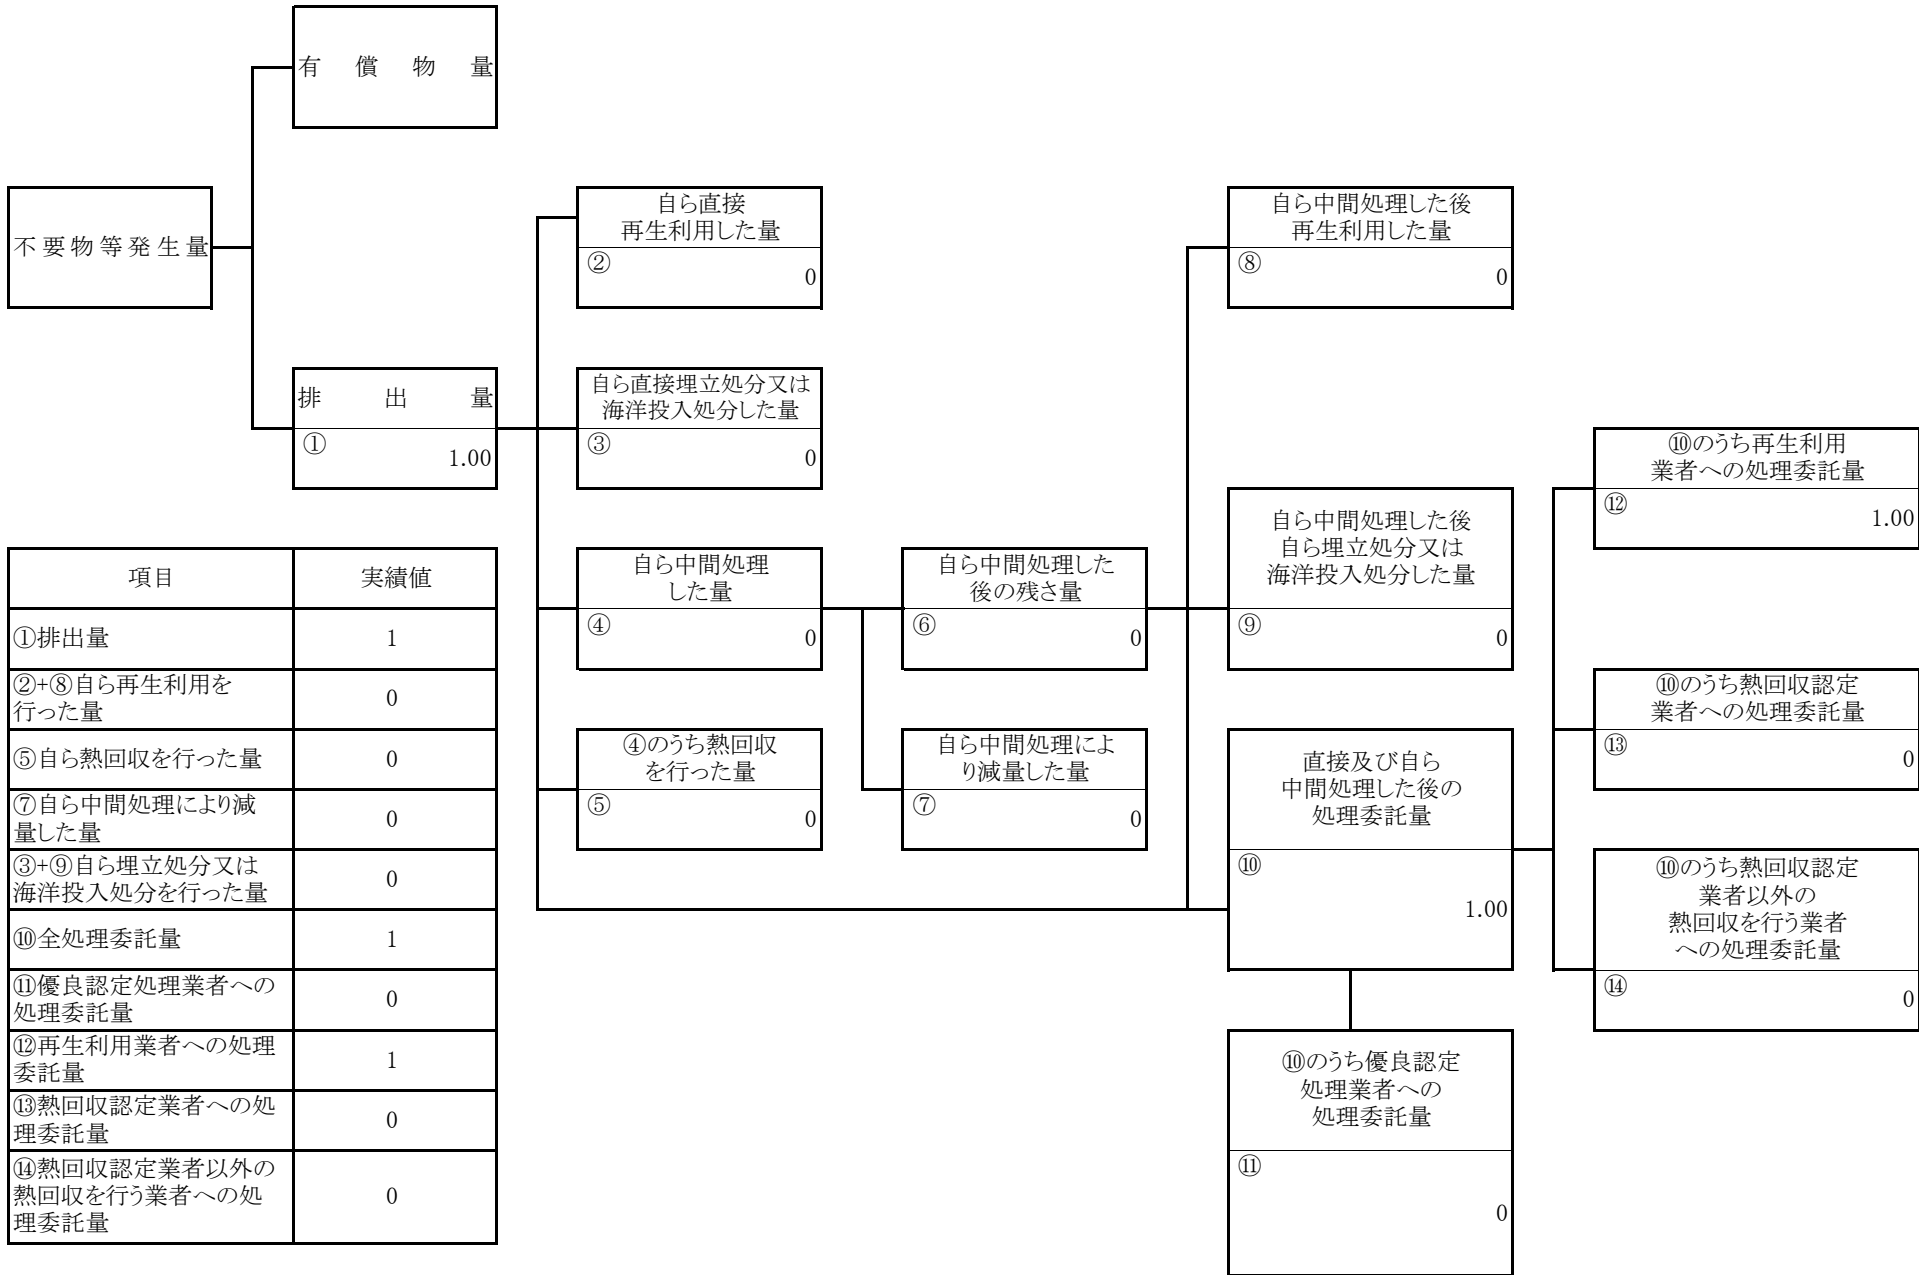 有償物量
不要物等発生量
排出量
①
1.00
自ら直接
再生利用した量
②
0
自ら直接埋立処分又は
海洋投入処分した量
③
0
自ら中間処理
した量
④
0
④のうち熱回収
を行った量
⑤
0
自ら中間処理した
後の残さ量
⑥
0
自ら中間処理によ
り減量した量
⑦
0
自ら中間処理した後
再生利用した量
⑧
0
自ら中間処理した後
自ら埋立処分又は
海洋投入処分した量
⑨
0
直接及び自ら
中間処理した後の
処理委託量
⑩
1.00
⑩のうち優良認定
処理業者への
処理委託量
⑪
0
⑩のうち再生利用
業者への処理委託量
⑫
1.00
⑩のうち熱回収認定
業者への処理委託量
⑬
0
⑩のうち熱回収認定
業者以外の
熱回収を行う業者
への処理委託量
⑭
0
項目 実績値
①排出量 1
②+⑧自ら再生利用を
行った量 0
⑤自ら熱回収を行った量 0
⑦自ら中間処理により減
量した量 0
③+⑨自ら埋立処分又は
海洋投入処分を行った量 0
⑩全処理委託量 1
⑪優良認定処理業者への
処理委託量 0
⑫再生利用業者への処理
委託量 1
⑬熱回収認定業者への処
理委託量 0
⑭熱回収認定業者以外の
熱回収を行う業者への処
理委託量 0